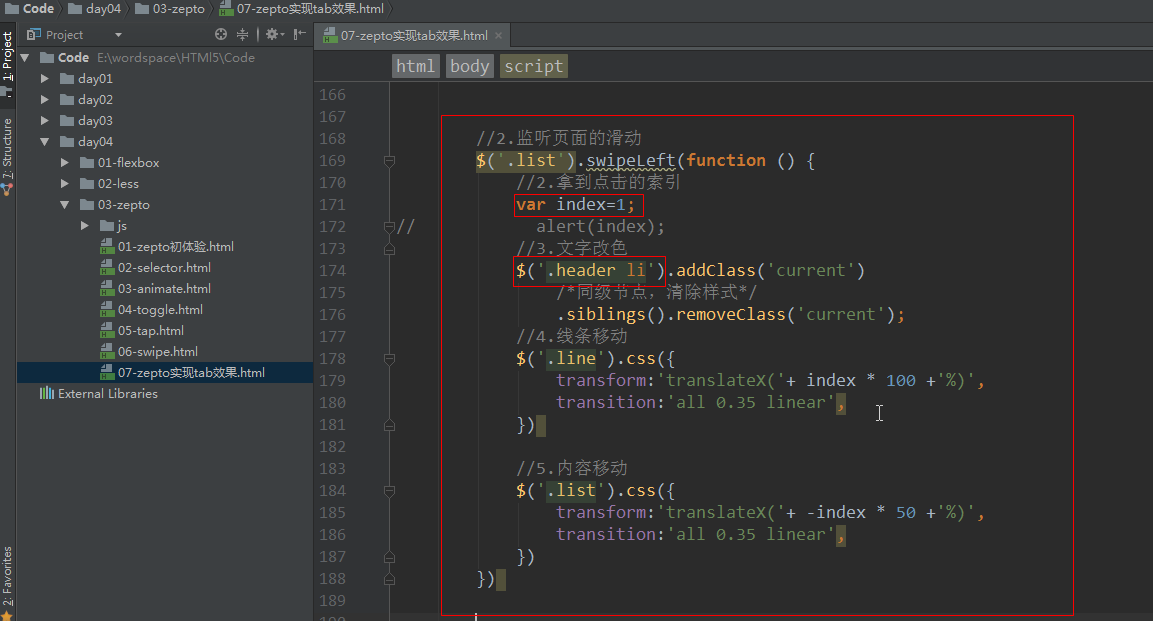 Code day04 03-zepto 07-zepto实现tab效果.html
1: Project
7: Structure
2: Favorites
Project
Code E:\wordspace\HTMl5\Code
day01
day02
day03
day04
01-flexbox
02-less
03-zepto
js
01-zepto初体验.html
02-selector.html
03-animate.html
04-toggle.html
05-tap.html
06-swipe.html
07-zepto实现tab效果.html
External Libraries
07-zepto实现tab效果.html
html body script
166
167
168 //2.监听页面的滑动
169 $('.list').swipeLeft(function () {
170 //2.拿到点击的索引
171 var index=1;
172 // alert(index);
173 //3.文字改色
174 $('.header li').addClass('current')
175 /*同级节点，清除样式*/
176 .siblings().removeClass('current');
177 //4.线条移动
178 $('.line').css({
179 transform:'translateX('+ index * 100 +'%)',
180 transition:'all 0.35 linear',
181 })
182
183 //5.内容移动
184 $('.list').css({
185 transform:'translateX('+ -index * 50 +'%)',
186 transition:'all 0.35 linear',
187 })
188 })
189